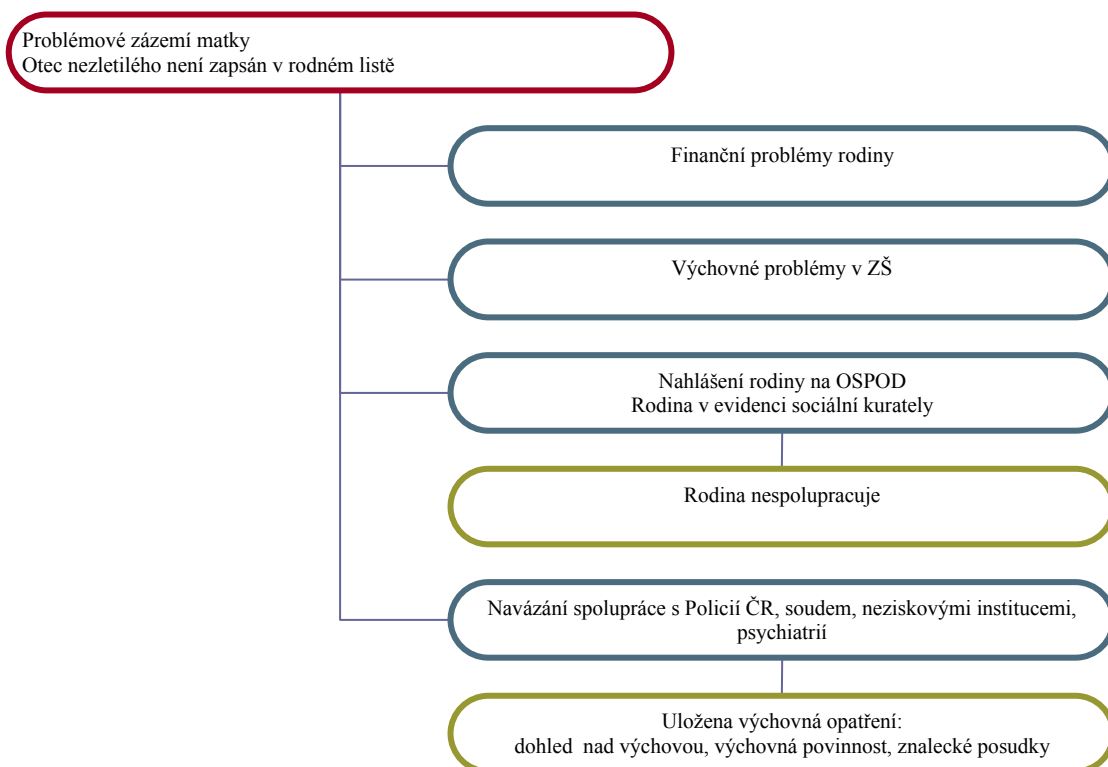 Problémové zázemí matky
Otec nezletilého není zapsán v rodném listě
Finanční problémy rodiny
Výchovné problémy v ZŠ
Nahlášení rodiny na OSPOD
Rodina v evidenci sociální kurately
Rodina nespolupracuje
Navázání spolupráce s Policií ČR, soudem, neziskovými institucemi,
psychiatrií
Uložena výchovná opatření:
dohled  nad výchovou, výchovná povinnost, znalecké posudky